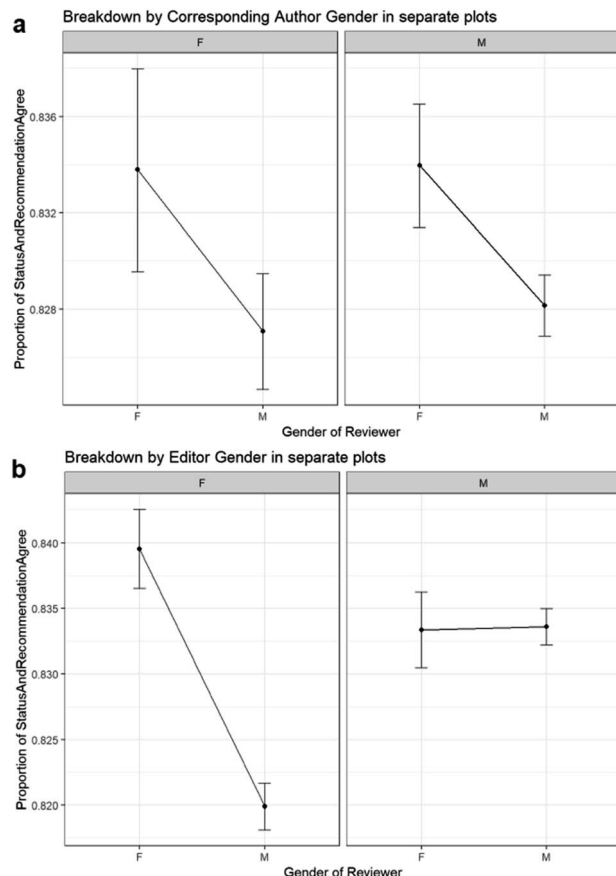 a
Breakdown by Corresponding Author Gender in separate plots
F
M
Proportion of StatusAndRecommendationAgree
0.836
0.832
0.828
F
M
F
M
Gender of Reviewer
b
Breakdown by Editor Gender in separate plots
F
M
Proportion of StatusAndRecommendationAgree
0.840
0.835
0.830
0.825
0.820
F
M
F
M
Gender of Reviewer